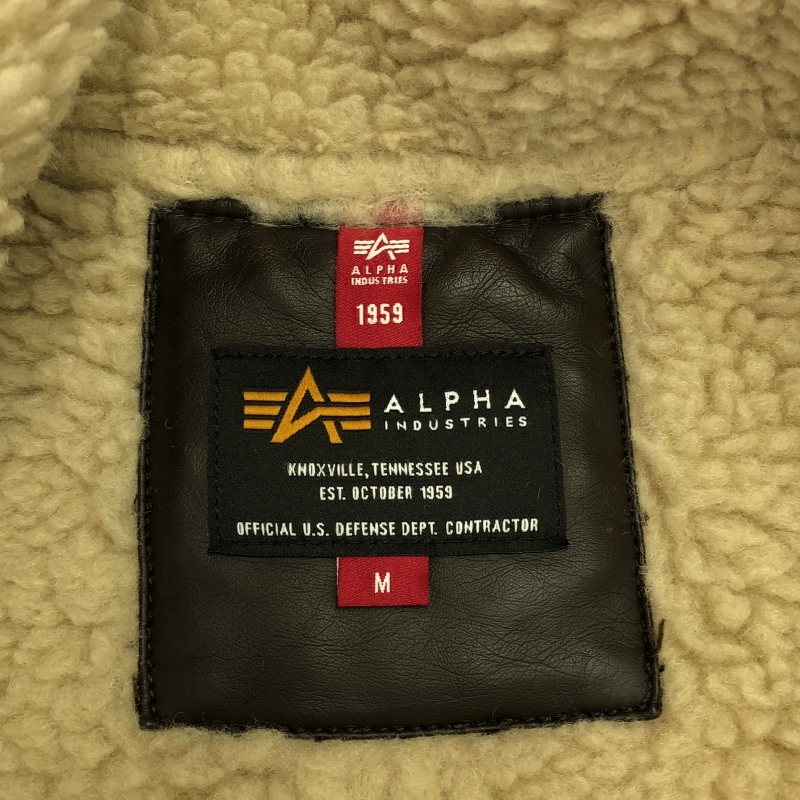 ALPHA
INDUSTRIES
1959
ALPHA
INDUSTRIES
KNOXVILLE, TENNESSEE USA
EST. OCTOBER 1959
OFFICIAL U.S. DEFENSE DEPT. CONTRACTOR
M